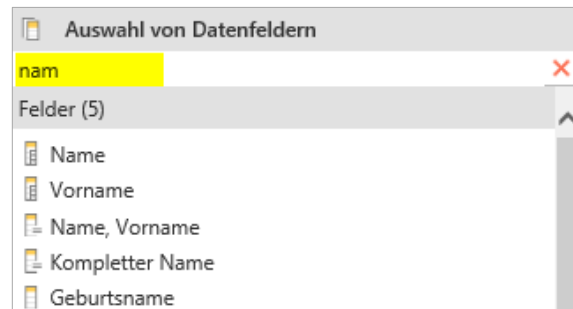 Auswahl von Datenfeldern
nam
Felder (5)
Name
Vorname
Name, Vorname
Kompletter Name
Geburtsname